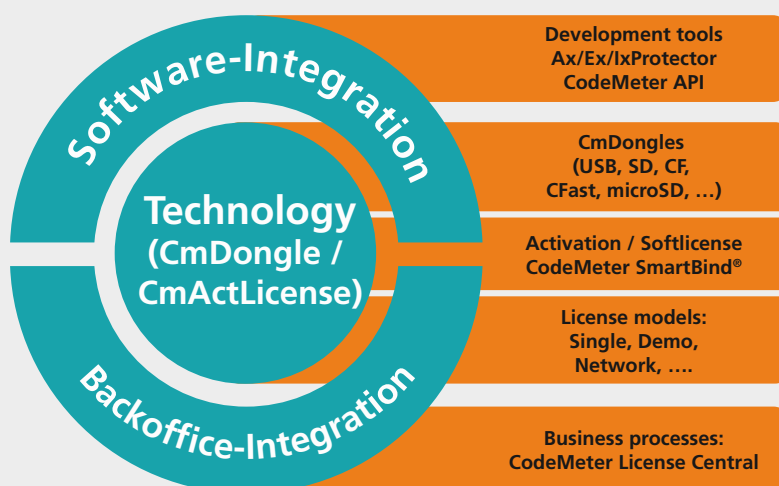 Software-Integration
Technology
(CmDongle /
CmActLicense)
Backoffice-Integration
Development tools
Ax/Ex/IxProtector
CodeMeter API
CmDongles
(USB, SD, CF,
CFast, microSD, …)
Activation / Softlicense
CodeMeter SmartBind®
License models:
Single, Demo,
Network, ….
Business processes:
CodeMeter License Central